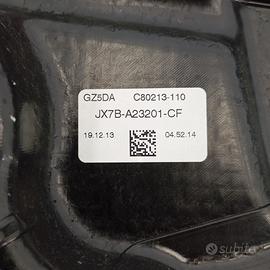 GZ5DA C80213-110
JX7B-A23201-CF
19.12.13 04.52.14
subito